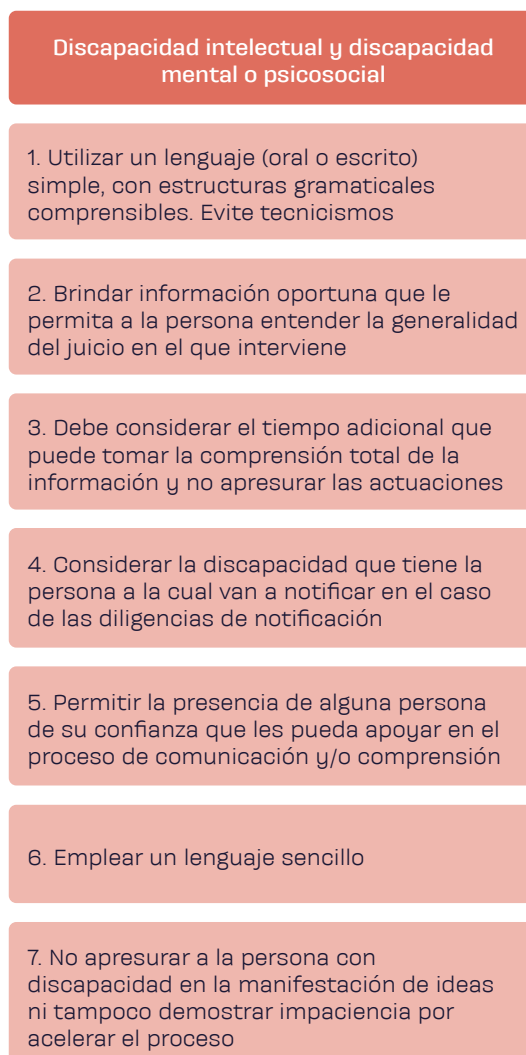 Discapacidad intelectual y discapacidad
mental o psicosocial
1. Utilizar un lenguaje (oral o escrito)
simple, con estructuras gramaticales
comprensibles. Evite tecnicismos
2. Brindar información oportuna que le
permita a la persona entender la generalidad
del juicio en el que interviene
3. Debe considerar el tiempo adicional que
puede tomar la comprensión total de la
información y no apresurar las actuaciones
4. Considerar la discapacidad que tiene la
persona a la cual van a notificar en el caso
de las diligencias de notificación
5. Permitir la presencia de alguna persona
de su confianza que les pueda apoyar en el
proceso de comunicación y/o comprensión
6. Emplear un lenguaje sencillo
7. No apresurar a la persona con
discapacidad en la manifestación de ideas
ni tampoco demostrar impaciencia por
acelerar el proceso